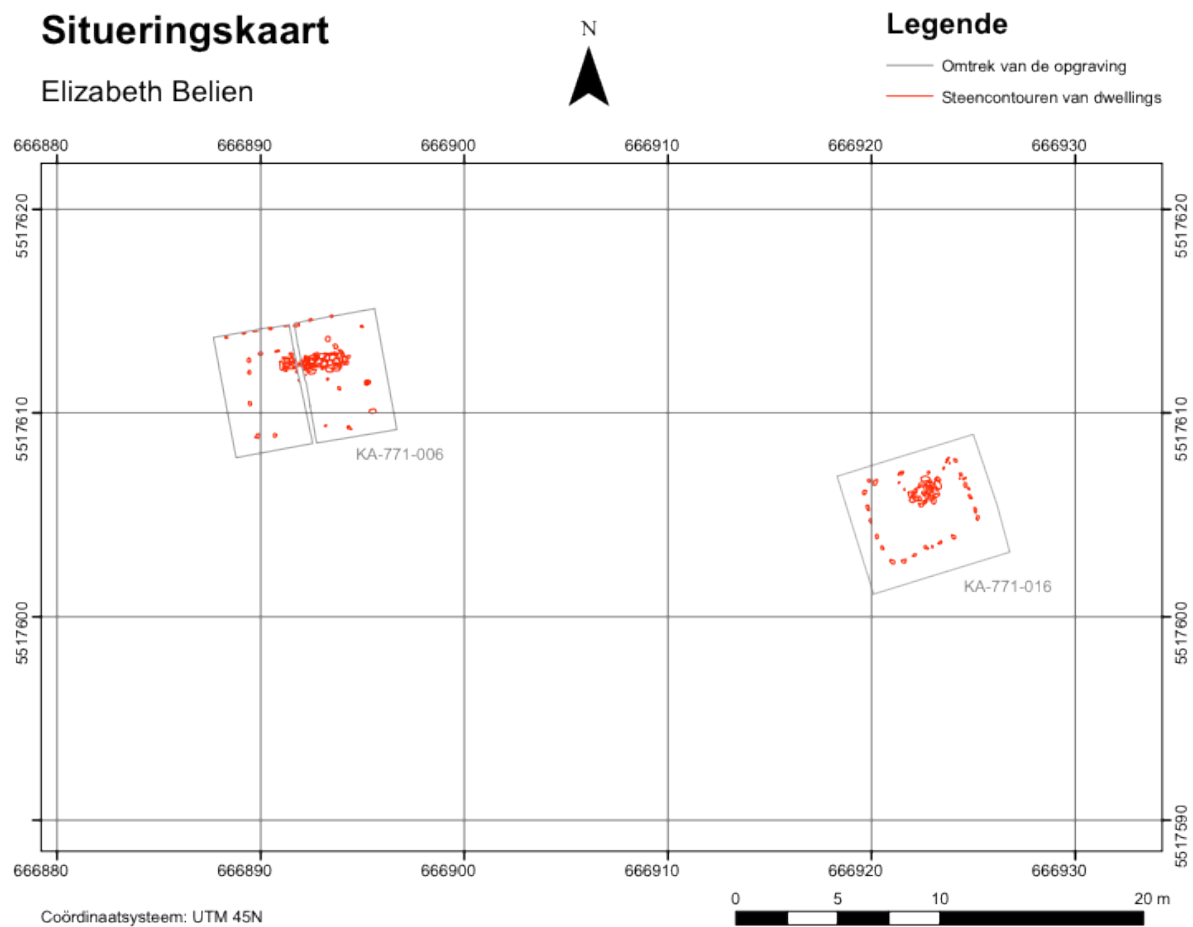 Situeringskaart
Elizabeth Belien
N
Legende
Omtrek van de opgraving
Steencontouren van dwellings
666880 666890 666900 666910 666920 666930
5517620 5517620
5517610 5517610
KA-771-006
KA-771-016
5517600 5517600
5517590
666880 666890 666900 666910 666920 666930
Coördinaatsysteem: UTM 45N
0 5 10 20 m